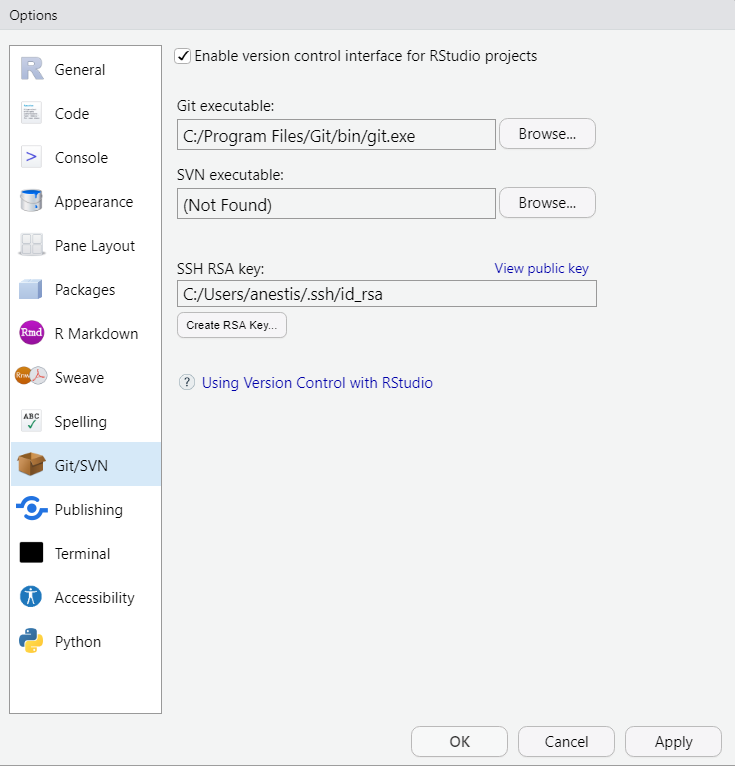 Options
General
Code
Console
Appearance
Pane Layout
Packages
Rmd R Markdown
Rnw Sweave
ABC Spelling
Git/SVN
Publishing
Terminal
Accessibility
Python
Enable version control interface for RStudio projects
Git executable:
C:/Program Files/Git/bin/git.exe Browse...
SVN executable:
(Not Found) Browse...
SSH RSA key: View public key
C:/Users/anestis/.ssh/id_rsa
Create RSA Key...
? Using Version Control with RStudio
OK Cancel Apply